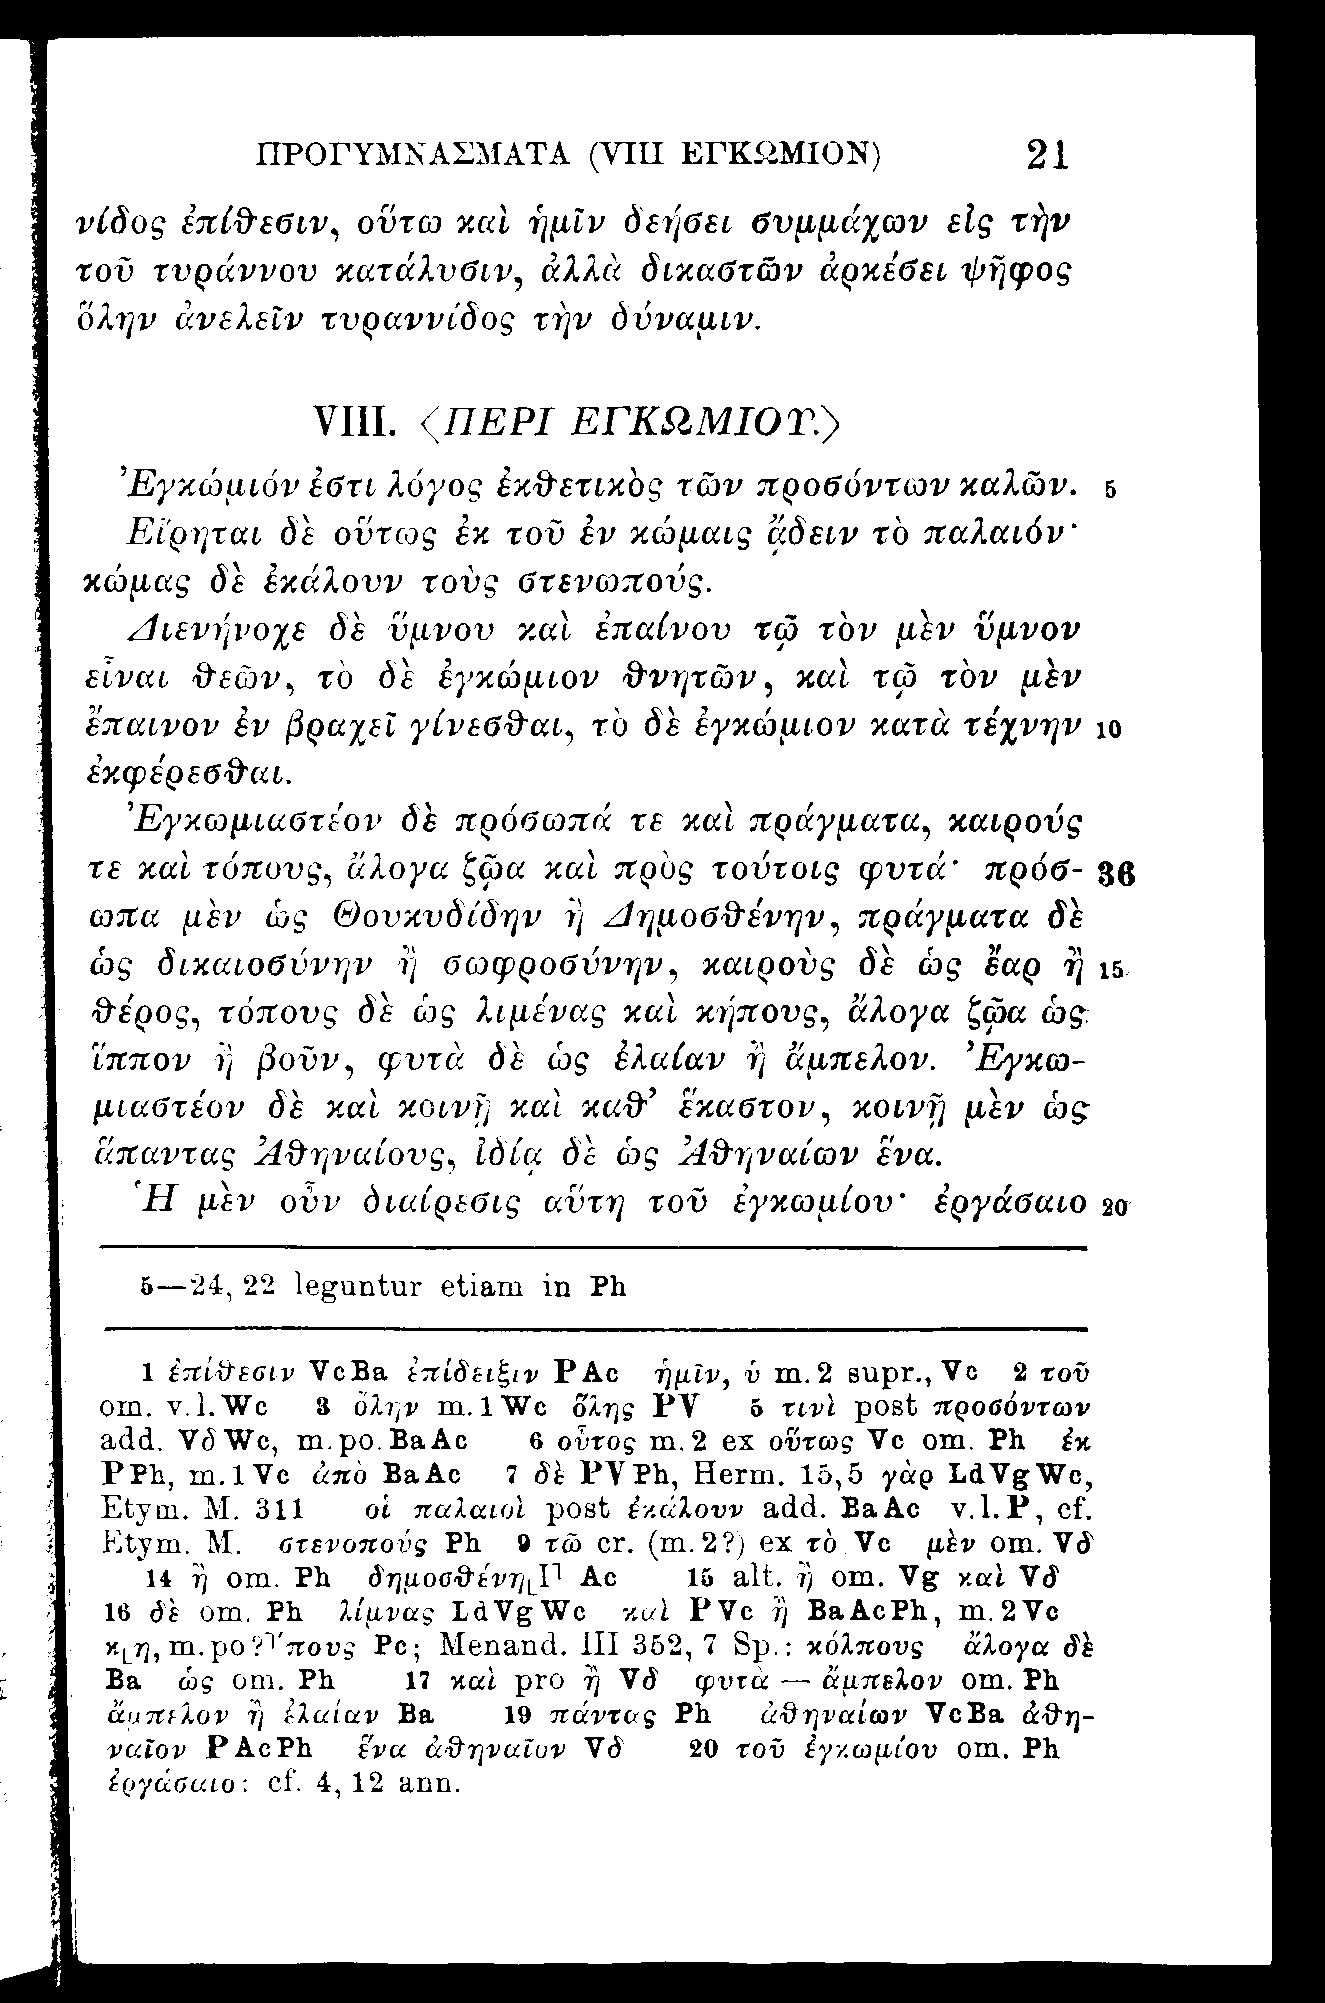 ΠΡΟΓΥΜΝΑΣΜΑΤΑ (VIII ΕΓΚΩΜΙΟΝ) 21
νίδος ἐπίθεσιν, οὕτω καὶ ἡμῖν δεήσει συμμάχων εἰς τὴν
τοῦ τυράννου κατάλυσιν, ἀλλὰ δικαστῶν ἀρκέσει ψῆφος
ὅλην ἀνελεῖν τυραννίδος τὴν δύναμιν.
VIII. <ΠΕΡΙ ΕΓΚΩΜΙΟΥ.>
Ἐγκώμιόν ἐστι λόγος ἐκθετικὸς τῶν προσόντων καλῶν. 5
Εἴρηται δὲ οὕτως ἐκ τοῦ ἐν κώμαις ᾄδειν τὸ παλαιόν·
κώμας δὲ ἐκάλουν τοὺς στενωπούς.
Διενήνοχε δὲ ὕμνου καὶ ἐπαίνου τῷ τὸν μὲν ὕμνον
εἶναι θεῶν, τὸ δὲ ἐγκώμιον θνητῶν, καὶ τῷ τὸν μὲν
ἔπαινον ἐν βραχεῖ γίνεσθαι, τὸ δὲ ἐγκώμιον κατὰ τέχνην 10
ἐκφέρεσθαι.
Ἐγκωμιαστέον δὲ πρόσωπά τε καὶ πράγματα, καιρούς
τε καὶ τόπους, ἄλογα ζῷα καὶ πρὸς τούτοις φυτά· πρόσ- 36
ωπα μὲν ὡς Θουκυδίδην ἢ Δημοσθένην, πράγματα δὲ
ὡς δικαιοσύνην ἢ σωφροσύνην, καιροὺς δὲ ὡς ἔαρ ἢ 15
θέρος, τόπους δὲ ὡς λιμένας καὶ κήπους, ἄλογα ζῷα ὡς
ἵππον ἢ βοῦν, φυτὰ δὲ ὡς ἐλαίαν ἢ ἄμπελον. Ἐγκω-
μιαστέον δὲ καὶ κοινῇ καὶ καθ’ ἕκαστον, κοινῇ μὲν ὡς
ἅπαντας Ἀθηναίους, ἰδίᾳ δὲ ὡς Ἀθηναίων ἕνα.
Ἡ μὲν οὖν διαίρεσις αὕτη τοῦ ἐγκωμίου· ἐργάσαιο 20
5—24, 22 leguntur etiam in Ph
1 ἐπίθεσιν VcBa ἐπίδειξιν PAc ἡμῖν, ὑ m. 2 supr., Vc 2 τοῦ
om. v. l. Wc 3 ὅλην m. 1 Wc ὅλης PV 5 τινὶ post προσόντων
add. Vδ Wc, m. po. BaAc 6 οὗτος m. 2 ex οὕτως Vc om. Ph ἐκ
PPh, m. 1 Vc ἀπὸ BaAc 7 δὲ PVPh, Herm. 15,5 γὰρ LdVgWc,
Etym. M. 311 οἱ παλαιοὶ post ἐκάλουν add. BaAc v. l. P, cf.
Etym. M. στενοπούς Ph 9 τῶ cr. (m. 2?) ex τὸ Vc μὲν om. Vδ
14 ἢ om. Ph δημοσθένη⌊Π⌉ Ac 15 alt. ἢ om. Vg καὶ Vδ
16 δὲ om. Ph λίμνας LdVgWc καὶ PVc ἢ BaAcPh, m. 2 Vc
κ⌊η, m. po?⌉΄πους Pc; Menand. III 352, 7 Sp.: κόλπους ἄλογα δὲ
Ba ὡς om. Ph 17 καὶ pro ἢ Vδ φυτὰ — ἄμπελον om. Ph
ἄμπελον ἢ ἐλαίαν Ba 19 πάντας Ph ἀθηναίων VcBa ἀθη-
ναῖον PAcPh ἕνα ἀθηναῖον Vδ 20 τοῦ ἐγκωμίου om. Ph
ἐργάσαιο: cf. 4, 12 ann.